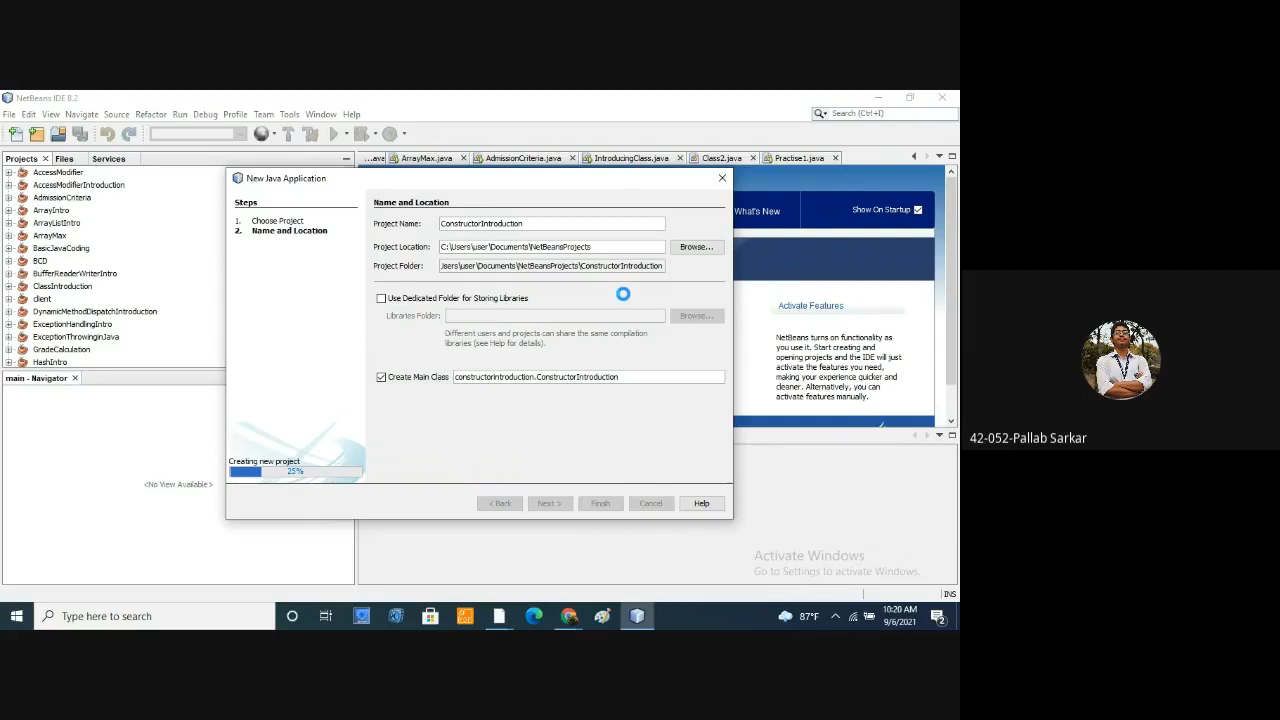 NetBeans IDE 8.2
File Edit View Navigate Source Refactor Run Debug Profile Team Tools Window Help
Search (Ctrl+I)
Projects Files Services
...ava ArrayMax.java AdmissionCriteria.java IntroducingClass.java Class2.java Practise1.java
AccessModifier
AccessModifierIntroduction
AdmissionCriteria
ArrayIntro
ArrayListIntro
ArrayMax
BasicJavaCoding
BCD
BufferReaderWriterIntro
ClassIntroduction
client
DynamicMethodDispatchIntroduction
ExceptionHandlingIntro
ExceptionThrowingInJava
GradeCalculation
HashIntro
main - Navigator
<No View Available>
New Java Application
Steps
1. Choose Project
2. Name and Location
Creating new project
25%
Name and Location
Project Name: ConstructorIntroduction
Project Location: C:\Users\user\Documents\NetBeansProjects Browse...
Project Folder: Jsers\user\Documents\NetBeansProjects\ConstructorIntroduction
Use Dedicated Folder for Storing Libraries
Libraries Folder: Browse...
Different users and projects can share the same compilation
libraries (see Help for details).
Create Main Class constructorintroduction.ConstructorIntroduction
< Back Next > Finish Cancel Help
What's New Show On Startup
Activate Features
NetBeans turns on functionality as
you use it. Start creating and
opening projects and the IDE will just
activate the features you need,
making your experience quicker and
cleaner. Alternatively, you can
activate features manually.
Activate Windows
Go to Settings to activate Windows.
INS
Type here to search
87°F
10:20 AM
9/6/2021
2
42-052-Pallab Sarkar